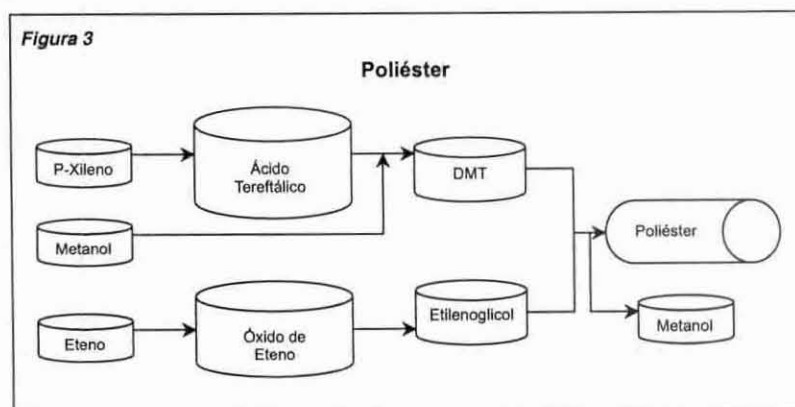 Figura 3
Poliéster
P-Xileno
Ácido
Tereftálico
DMT
Metanol
Poliéster
Eteno
Óxido de
Eteno
Etilenoglicol
Metanol